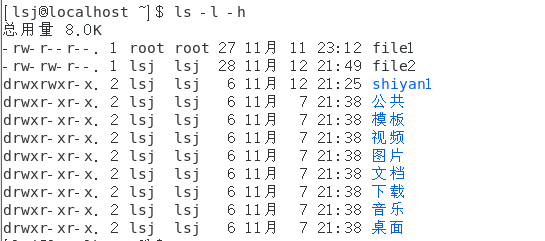 [lsj@localhost ~]$ ls -l -h
总用量 8.0K
-rw-r--r--. 1 root root 27 11月 11 23:12 file1
-rw-r--r--. 1 lsj lsj 28 11月 12 21:49 file2
drwxrwxr-x. 2 lsj lsj 6 11月 12 21:25 shiyan1
drwxr-xr-x. 2 lsj lsj 6 11月 7 21:38 公共
drwxr-xr-x. 2 lsj lsj 6 11月 7 21:38 模板
drwxr-xr-x. 2 lsj lsj 6 11月 7 21:38 视频
drwxr-xr-x. 2 lsj lsj 6 11月 7 21:38 图片
drwxr-xr-x. 2 lsj lsj 6 11月 7 21:38 文档
drwxr-xr-x. 2 lsj lsj 6 11月 7 21:38 下载
drwxr-xr-x. 2 lsj lsj 6 11月 7 21:38 音乐
drwxr-xr-x. 2 lsj lsj 6 11月 7 21:38 桌面